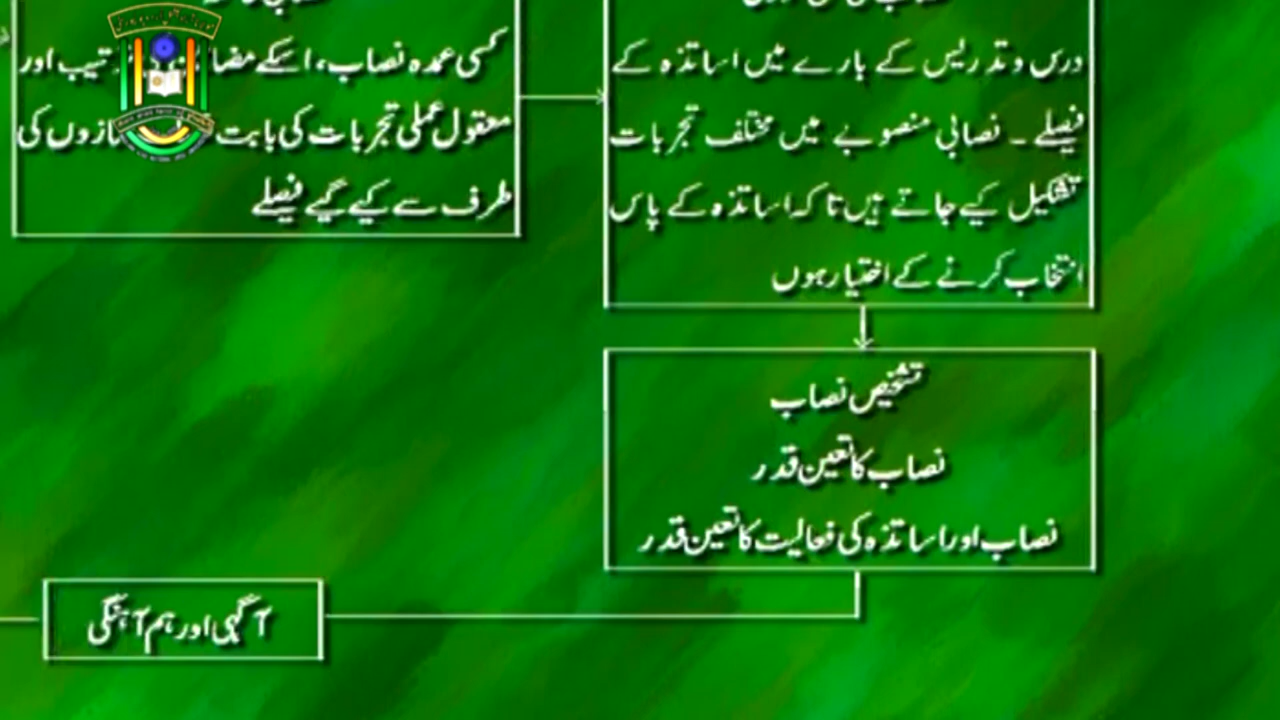 کسی عمدہ نصاب، اسکے ترتیب اور
معقول عملی تجربات کی بابت سازوں کی
طرف سے کیے گیے فیصلے
درس و تدریس کے بارے میں اساتذہ کے
فیصلے ۔ نصابی منصوبے میں مختلف تجربات
تشکیل کیے جاتے ہیں تاکہ اساتذہ کے پاس
انتخاب کرنے کے اختیار ہوں
تشخیص نصاب
نصاب کا تعین قدر
نصاب اور اساتذہ کی فعالیت کا تعین قدر
آگہی اور ہم آہنگی